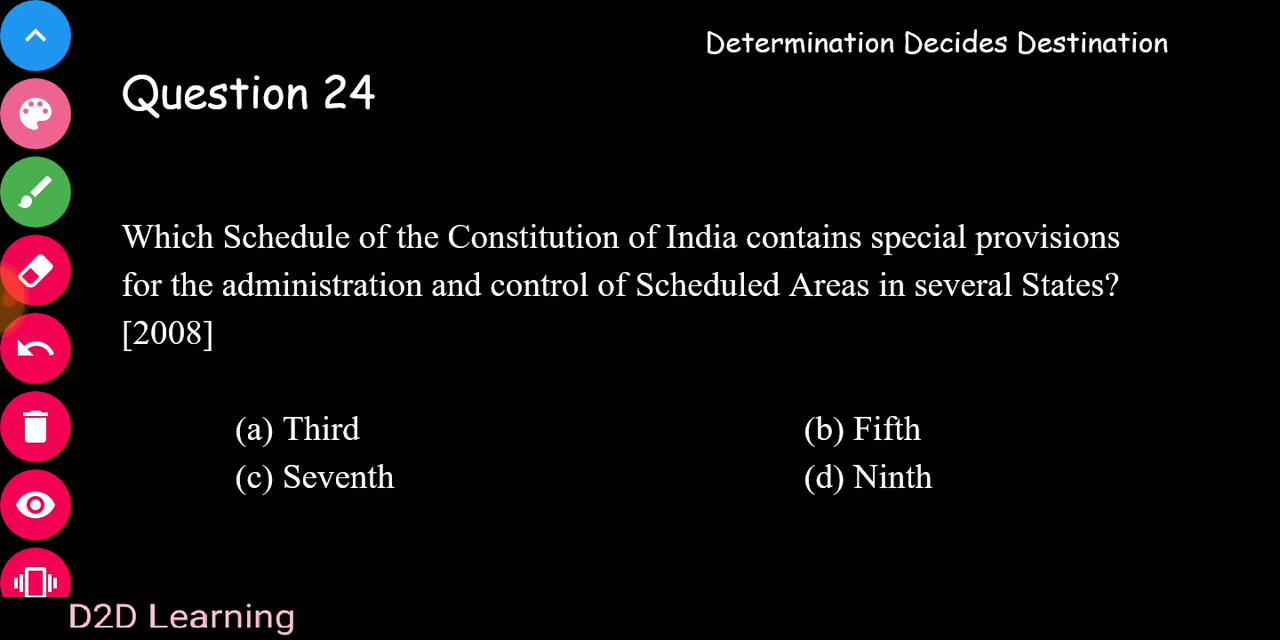 Determination Decides Destination
Question 24
Which Schedule of the Constitution of India contains special provisions
for the administration and control of Scheduled Areas in several States?
[2008]
(a) Third (b) Fifth
(c) Seventh (d) Ninth
D2D Learning